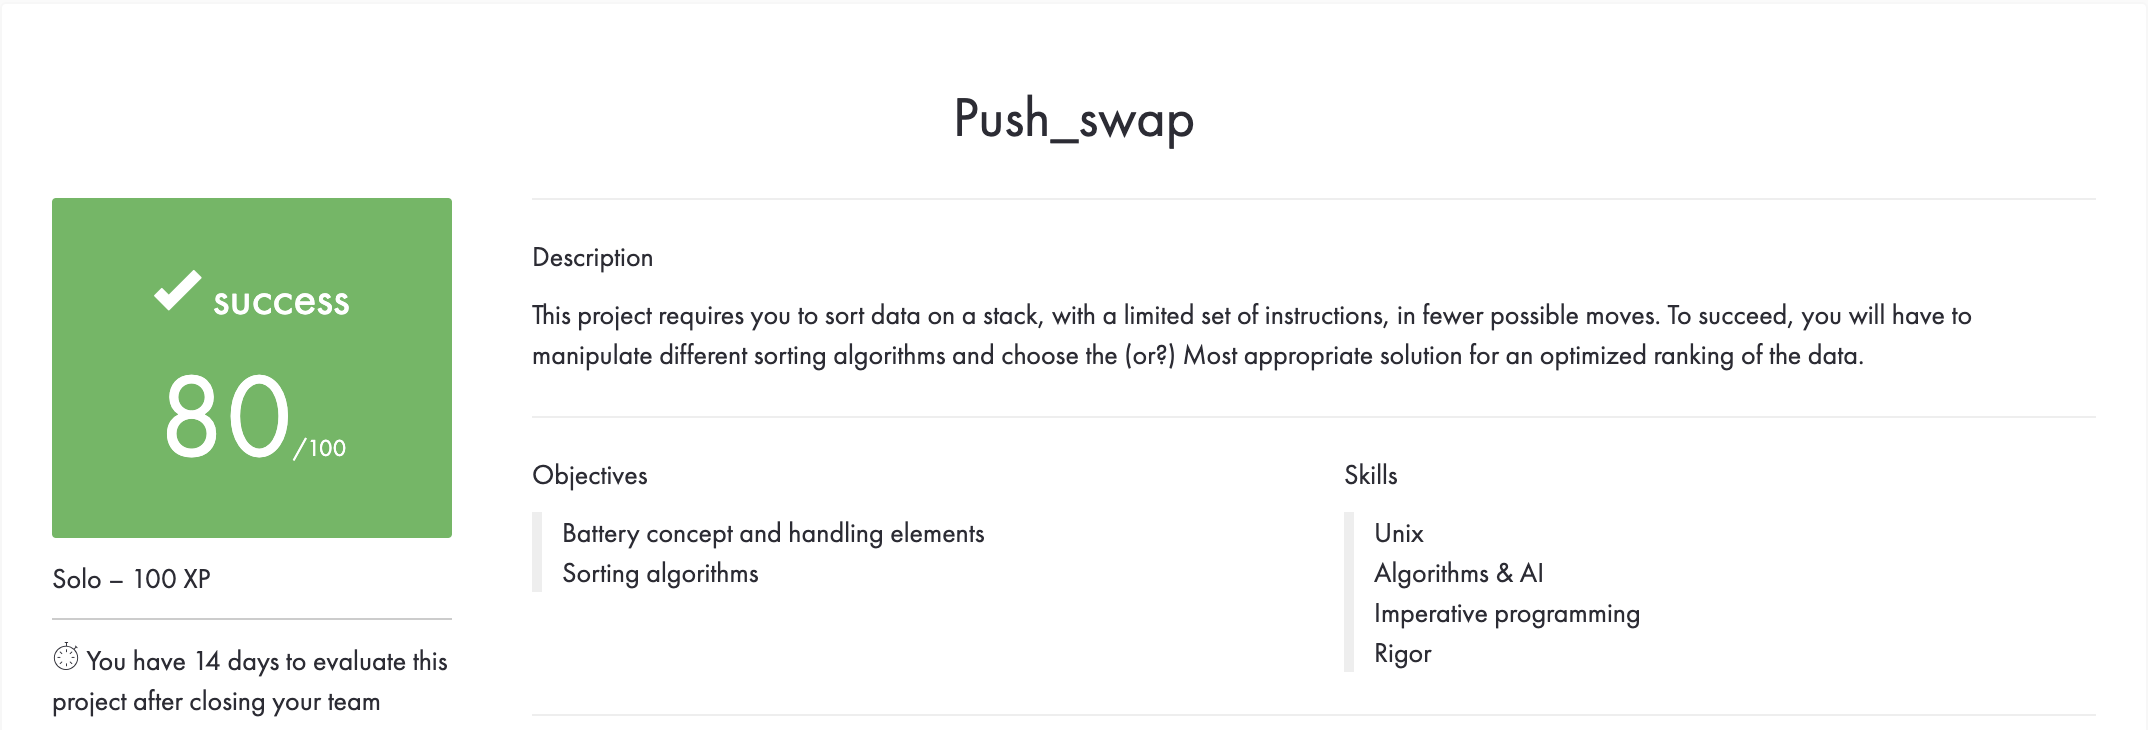 Push_swap
success
80/100
Solo – 100 XP
You have 14 days to evaluate this
project after closing your team
Description
This project requires you to sort data on a stack, with a limited set of instructions, in fewer possible moves. To succeed, you will have to
manipulate different sorting algorithms and choose the (or?) Most appropriate solution for an optimized ranking of the data.
Objectives
Battery concept and handling elements
Sorting algorithms
Skills
Unix
Algorithms & AI
Imperative programming
Rigor